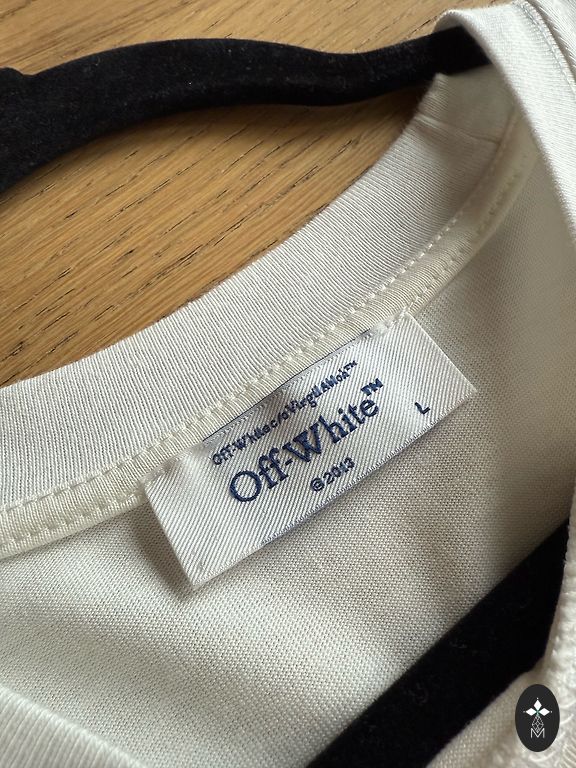 Off-White c/o Virgil Abloh™
Off-White™
©2013
L
M